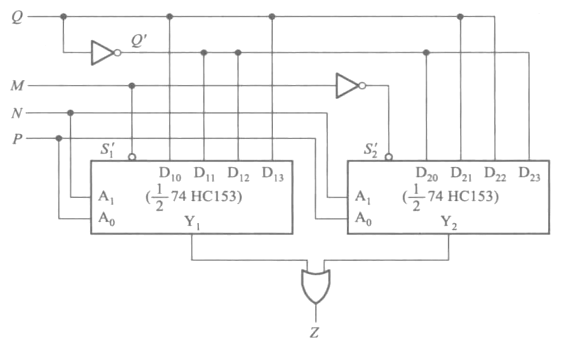 Q
Q′
M
N
P
S′₁
S′₂
D₁₀ D₁₁ D₁₂ D₁₃
D₂₀ D₂₁ D₂₂ D₂₃
A₁
(1/2 74 HC153)
A₀
Y₁
A₁
(1/2 74 HC153)
A₀
Y₂
Z